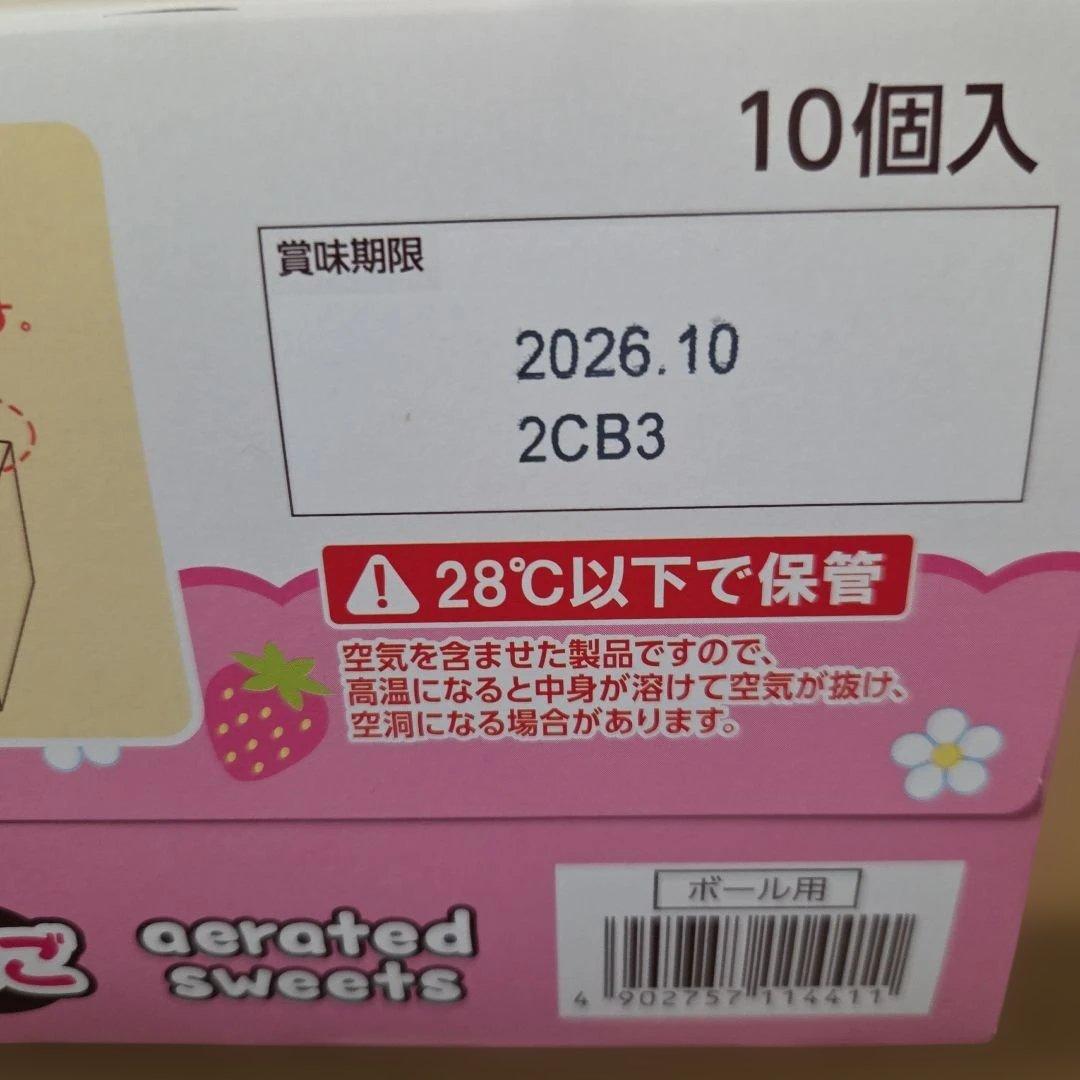 10個入
賞味期限
す。
2026.10
2CB3
28℃以下で保管
空気を含ませた製品ですので、
高温になると中身が溶けて空気が抜け、
空洞になる場合があります。
ボール用
ご
aerated
sweets
4 902757 114411